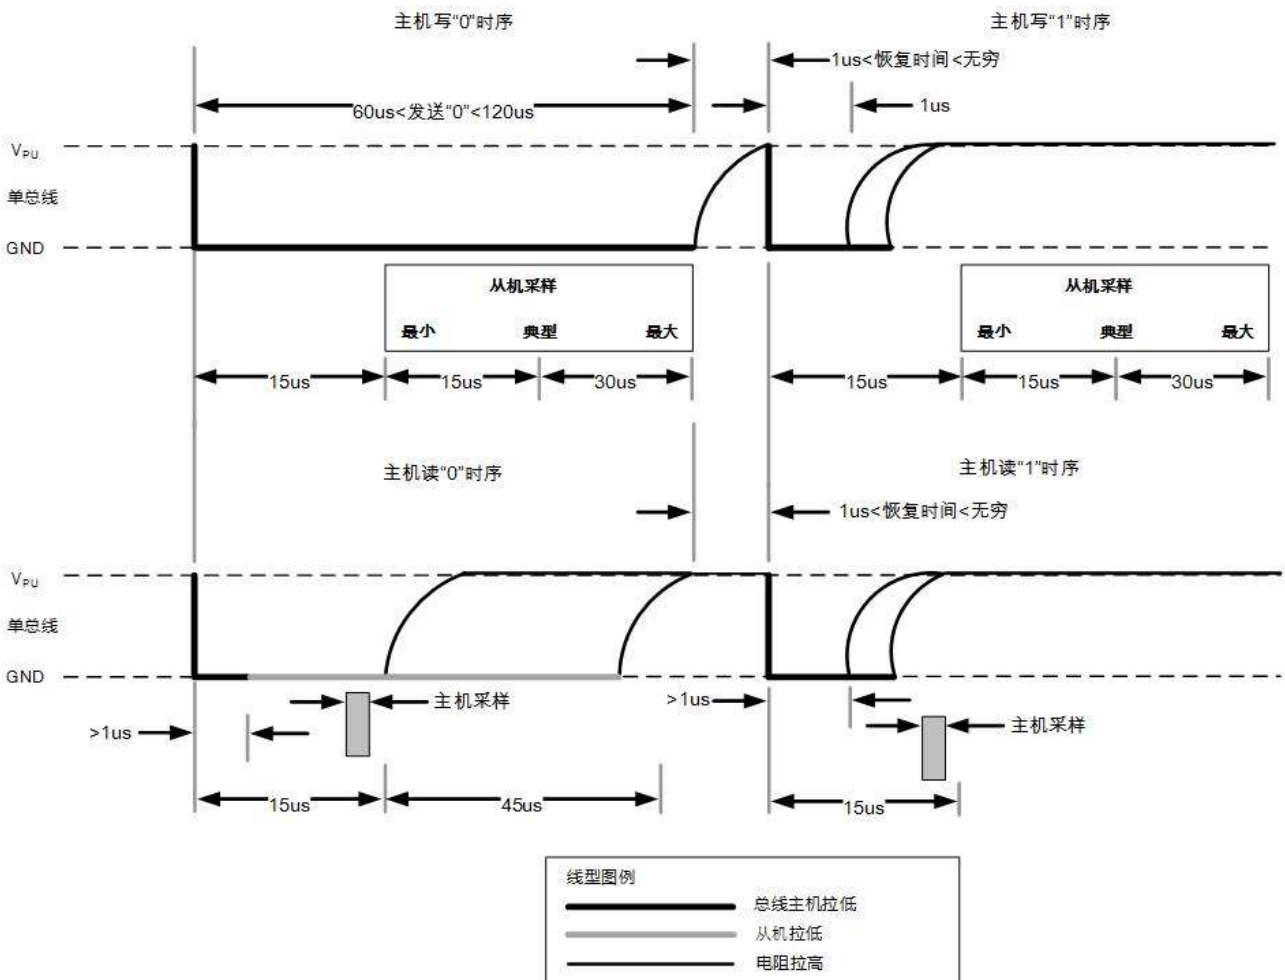 主机写“0”时序
主机写“1”时序
1us<恢复时间<无穷
60us<发送“0”<120us
1us
VPU
单总线
GND
从机采样
最小 典型 最大
从机采样
最小 典型 最大
15us 15us 30us
15us 15us 30us
主机读“0”时序
主机读“1”时序
1us<恢复时间<无穷
VPU
单总线
GND
主机采样
>1us
>1us
主机采样
15us 45us
15us
线型图例
总线主机拉低
从机拉低
电阻拉高